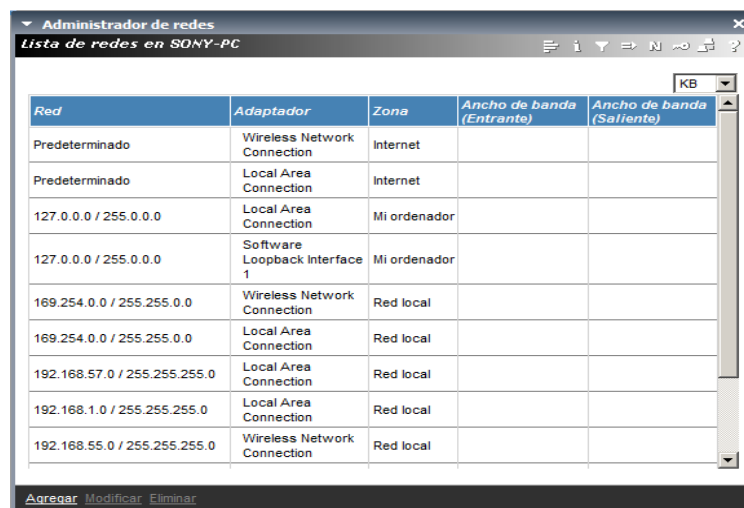 Administrador de redes
Lista de redes en SONY-PC
KB
Red Adaptador Zona Ancho de banda (Entrante) Ancho de banda (Saliente)
Predeterminado Wireless Network Connection Internet
Predeterminado Local Area Connection Internet
127.0.0.0 / 255.0.0.0 Local Area Connection Mi ordenador
127.0.0.0 / 255.0.0.0 Software Loopback Interface 1 Mi ordenador
169.254.0.0 / 255.255.0.0 Wireless Network Connection Red local
169.254.0.0 / 255.255.0.0 Local Area Connection Red local
192.168.57.0 / 255.255.255.0 Local Area Connection Red local
192.168.1.0 / 255.255.255.0 Local Area Connection Red local
192.168.55.0 / 255.255.255.0 Wireless Network Connection Red local
Agregar Modificar Eliminar